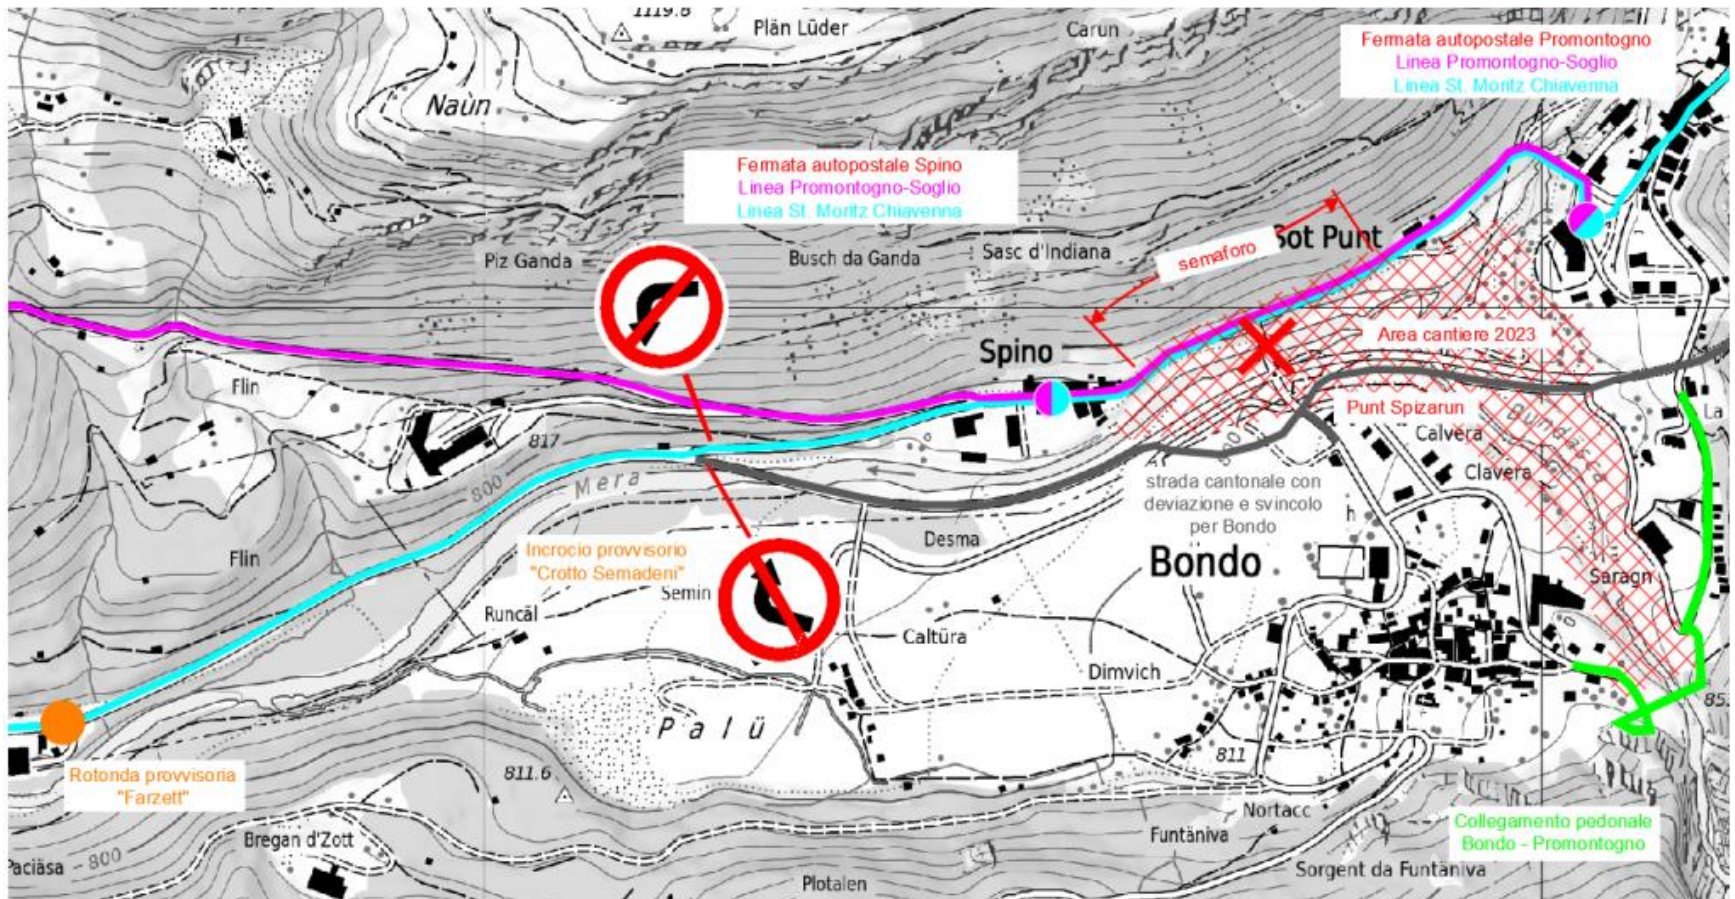 1119.8
Plän Lüder
Carun
Fermata autopostale Promontogno
Linea Promontogno-Soglio
Linea St. Moritz Chiavenna
Naùn
Fermata autopostale Spino
Linea Promontogno-Soglio
Linea St. Moritz Chiavenna
Piz Ganda
Busch da Ganda
Sasc d'Indiana
semaforo
Sot Punt
Spino
Area cantiere 2023
Flin
Punt Spizarun
La
817
Calvera
Clavera
800
Mera
strada cantonale con
deviazione e svincolo
per Bondo
Desma
Bondo
Flin
Incrocio provvisorio
"Crotto Semadeni"
Semin
Saragn
Runcäl
Caltüra
Dimvich
Palü
811
Rotonda provvisoria
"Farzett"
811.6
Nortacc
Collegamento pedonale
Bondo - Promontogno
Bregan d'Zott
Funtäniva
Paciäsa
800
Plotalen
Sorgent da Funtäniva